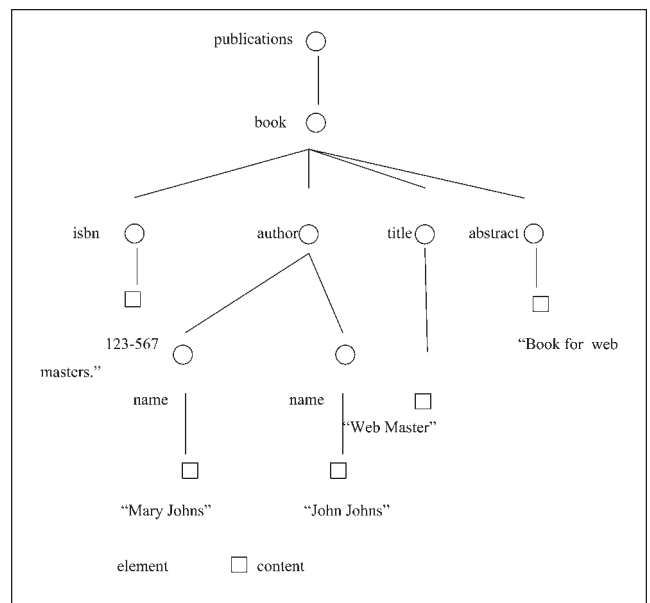 publications
book
isbn author title abstract
123-567 “Book for web
masters.”
name name
“Web Master”
“Mary Johns” “John Johns”
element content